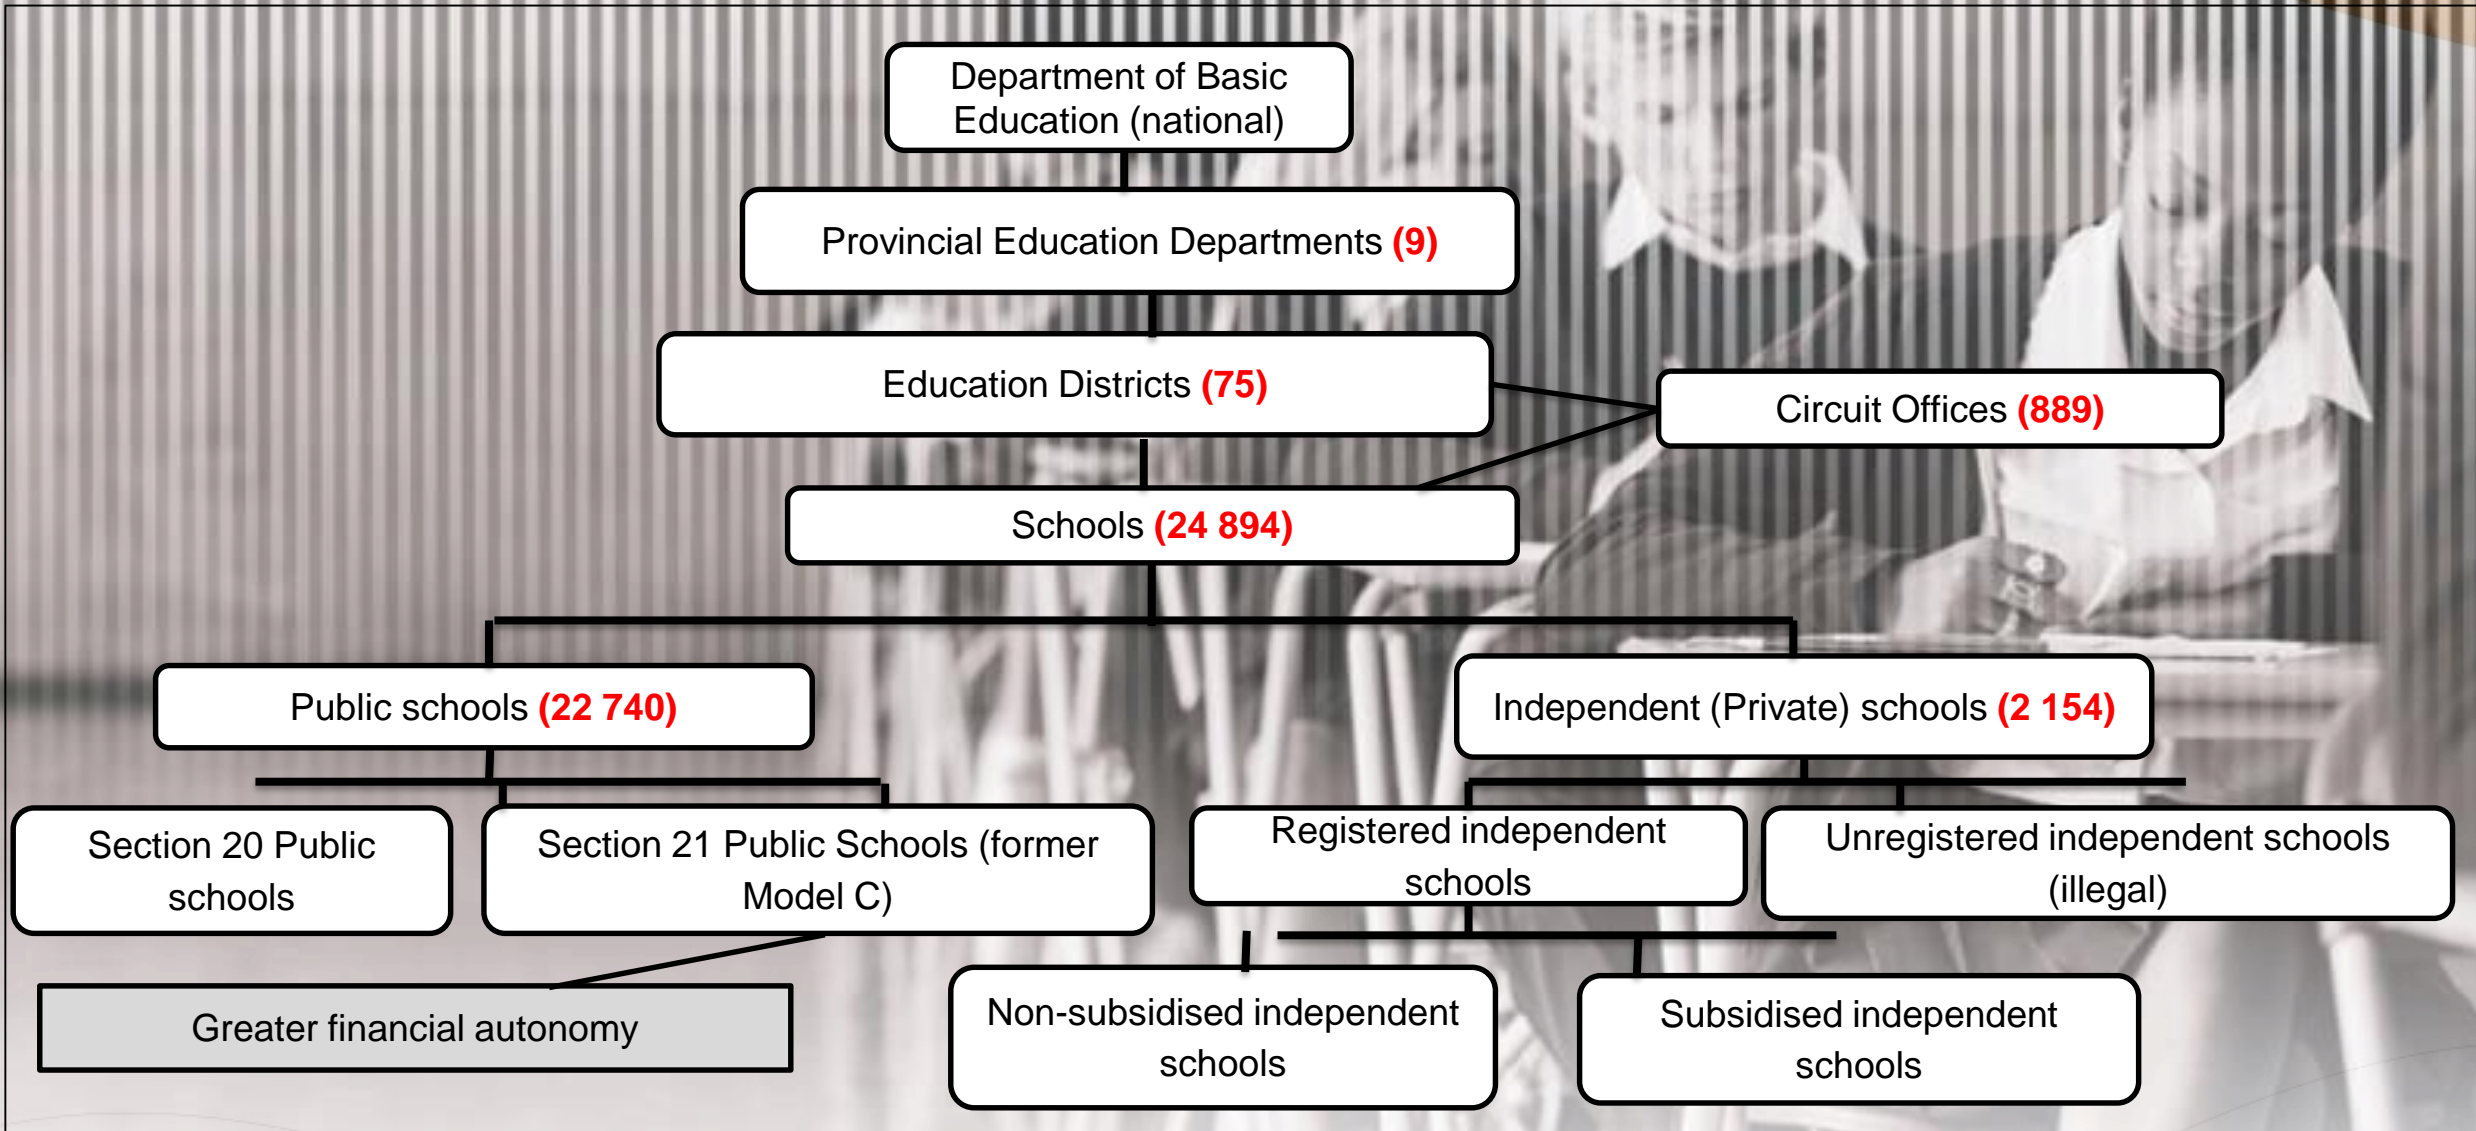 Department of Basic
Education (national)
Provincial Education Departments (9)
Education Districts (75)
Circuit Offices (889)
Schools (24 894)
Public schools (22 740)
Independent (Private) schools (2 154)
Section 20 Public
schools
Section 21 Public Schools (former
Model C)
Registered independent
schools
Unregistered independent schools
(illegal)
Greater financial autonomy
Non-subsidised independent
schools
Subsidised independent
schools